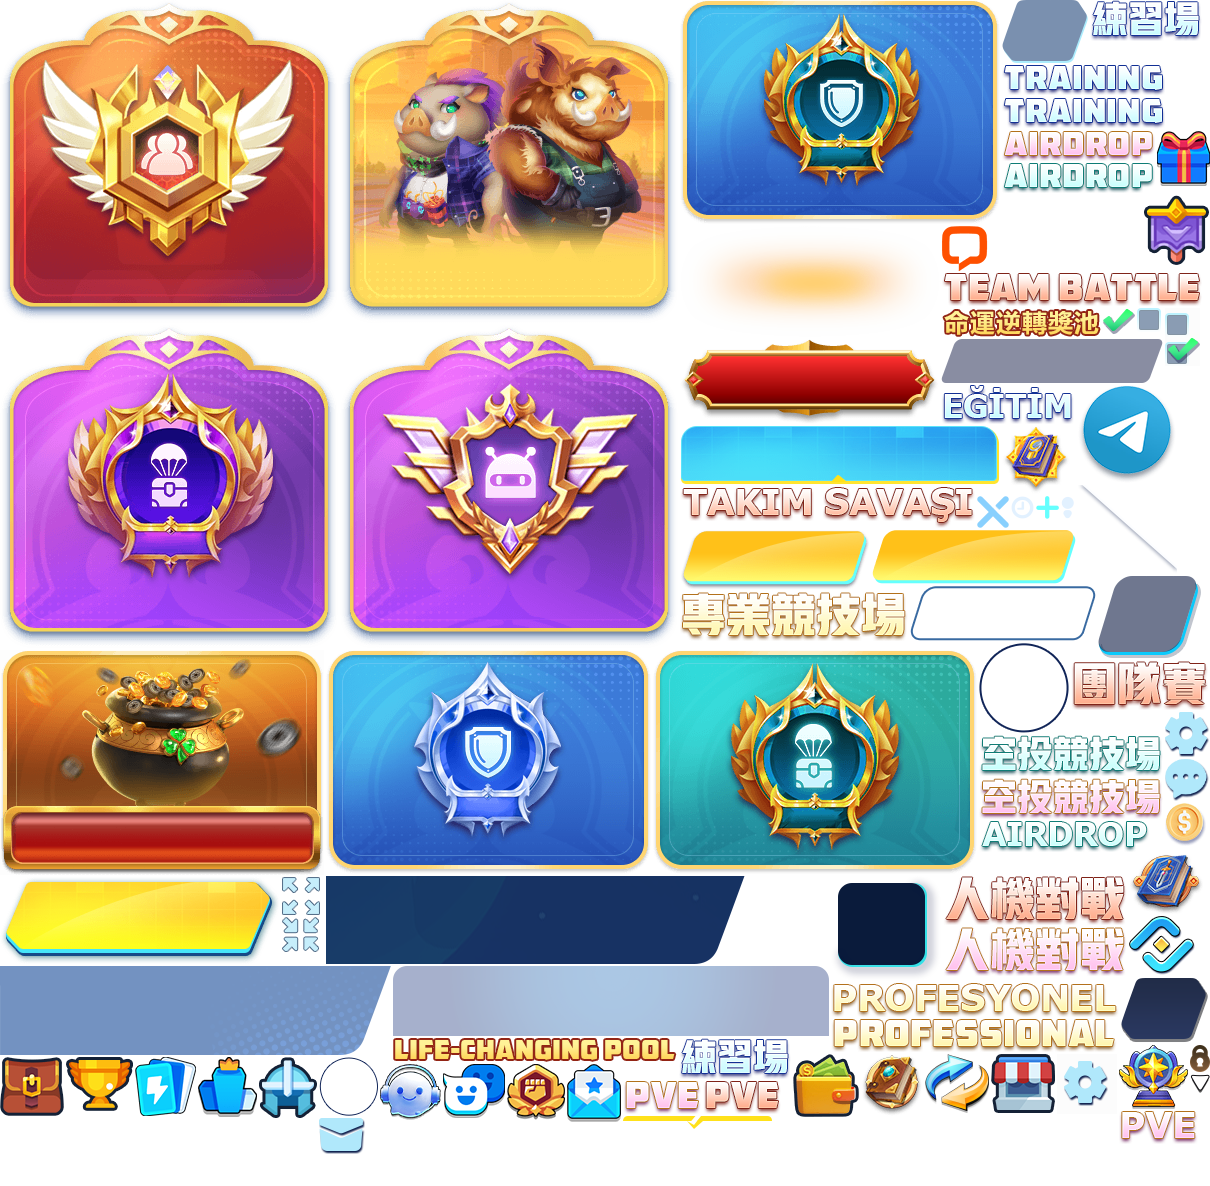 練習場
TRAINING
TRAINING
AIRDROP
AIRDROP
TEAM BATTLE
命運逆轉獎池
EĞİTİM
TAKIM SAVAŞI
專業競技場
團隊賽
空投競技場
空投競技場
AIRDROP
人機對戰
人機對戰
PROFESYONEL
PROFESSIONAL
LIFE-CHANGING POOL
練習場
PVE PVE
PVE